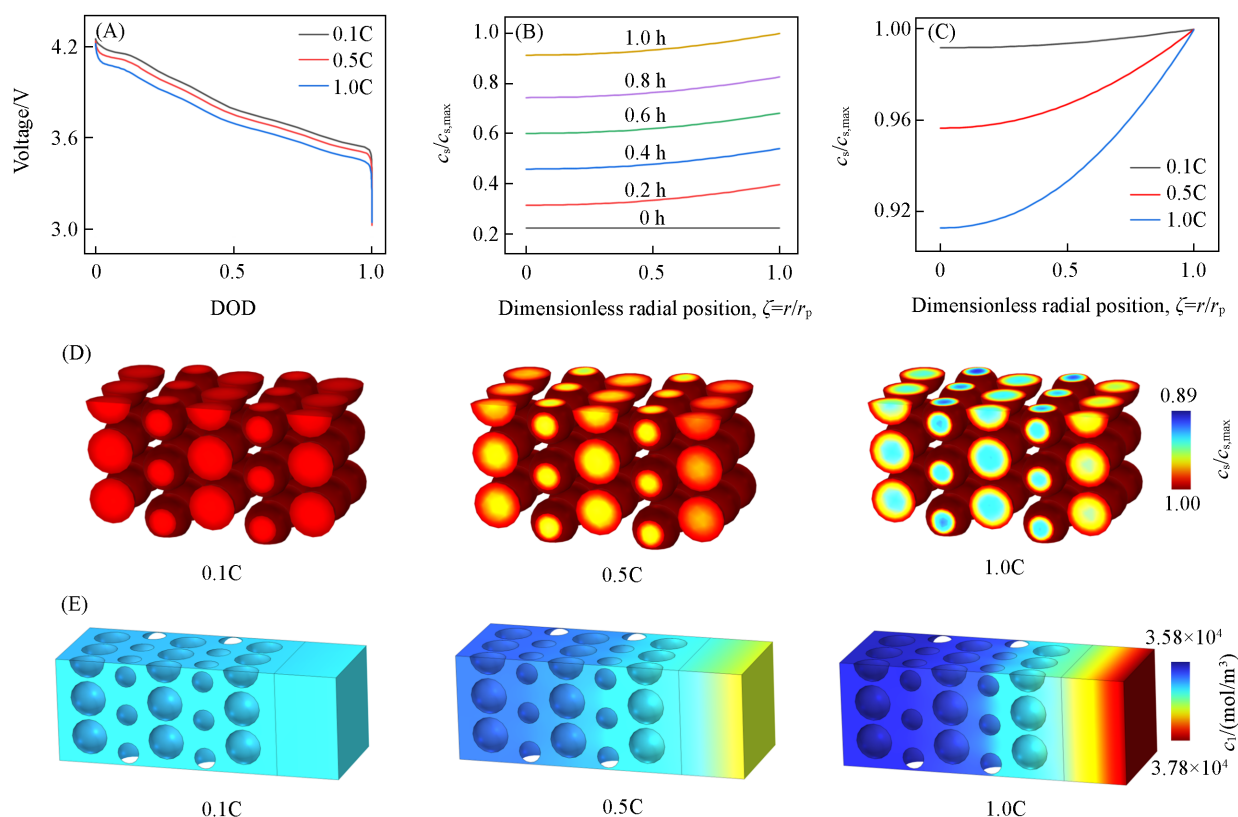 (A)
0.1C
0.5C
1.0C
4.2
3.6
3.0
Voltage/V
0
0.5
1.0
DOD
(B)
1.0 h
0.8 h
0.6 h
0.4 h
0.2 h
0 h
1.0
0.8
0.6
0.4
0.2
cs/cs,max
0
0.5
1.0
Dimensionless radial position, ζ=r/rp
(C)
1.00
0.96
0.92
cs/cs,max
0.1C
0.5C
1.0C
0
0.5
1.0
Dimensionless radial position, ζ=r/rp
(D)
0.89
cs/cs,max
1.00
0.1C
0.5C
1.0C
(E)
3.58×10⁴
c1/(mol/m³)
3.78×10⁴
0.1C
0.5C
1.0C